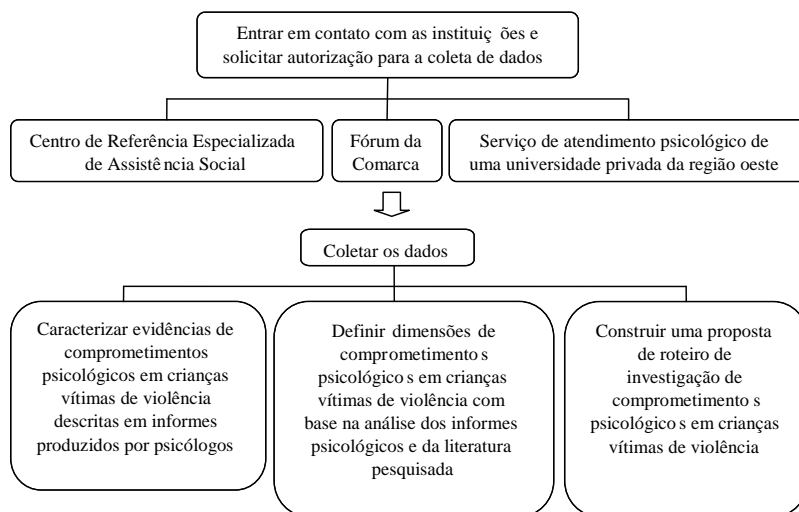 Entrar em contato com as instituiç ões e
solicitar autorização para a coleta de dados
Centro de Referência Especializada
de Assistência Social
Fórum da
Comarca
Serviço de atendimento psicológico de
uma universidade privada da região oeste
Coletar os dados
Caracterizar evidências de
comprometimentos
psicológicos em crianças
vítimas de violência
descritas em informes
produzidos por psicólogos
Definir dimensões de
comprometimento s
psicológico s em crianças
vítimas de violência com
base na análise dos informes
psicológicos e da literatura
pesquisada
Construir uma proposta
de roteiro de
investigação de
comprometimento s
psicológico s em crianças
vítimas de violência